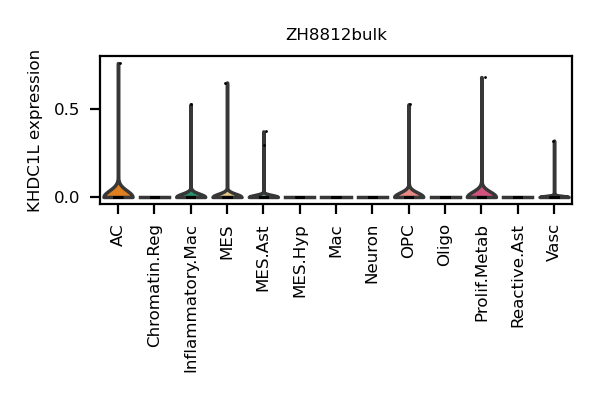 ZH8812bulk
KHDC1L expression
0.5
0.0
AC
Chromatin.Reg
Inflammatory.Mac
MES
MES.Ast
MES.Hyp
Mac
Neuron
OPC
Oligo
Prolif.Metab
Reactive.Ast
Vasc